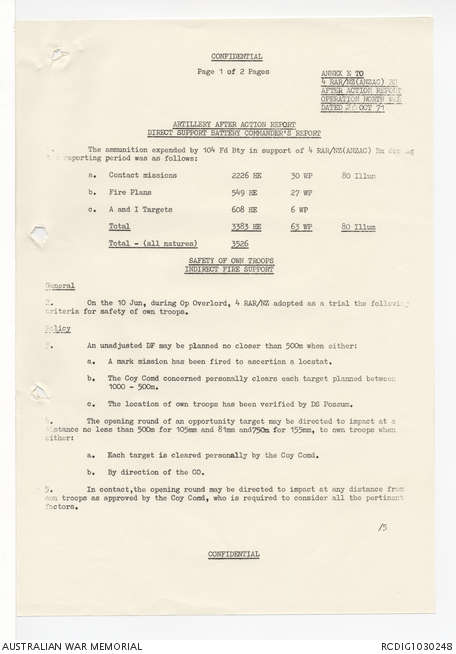 CONFIDENTIAL
Page 1 of 2 Pages
ANNEX E TO
4 RAR/NZ(ANZAC) BN
AFTER ACTION REPORT
OPERATION NORTH
DATED OCT 71
ARTILLERY AFTER ACTION REPORT
DIRECT SUPPORT BATTERY COMMANDER'S REPORT
The ammunition expended by 104 Fd Bty in support of 4 RAR/NZ(ANZAC) Bn
reporting period was as follows:
a. Contact missions 2226 HE 30 WP 80 Illum
b. Fire Plans 549 HE 27 WP
c. A and I Targets 608 HE 6 WP
Total 3383 HE 63 WP 80 Illum
Total - (all natures) 3526
SAFETY OF OWN TROOPS
INDIRECT FIRE SUPPORT
General
2. On the 10 Jun, during Op Overlord, 4 RAR/NZ adopted as a trial the following
criteria for safety of own troops.
Policy
3. An unadjusted DF may be planned no closer than 500m when either:
a. A mark mission has been fired to ascertion a locstat.
b. The Coy Comd concerned personally clears each target planned between
1000 - 500m.
c. The location of own troops has been verified by DS Possum.
4. The opening round of an opportunity target may be directed to impact at a
distance no less than 500m for 105mm and 81mm and750m for 155mm, to own troops when
either:
a. Each target is cleared personally by the Coy Comd.
b. By direction of the CO.
5. In contact,the opening round may be directed to impact at any distance from
own troops as approved by the Coy Comd, who is required to consider all the pertinant
factors.
/5
CONFIDENTIAL
AUSTRALIAN WAR MEMORIAL
RCDIG1030248